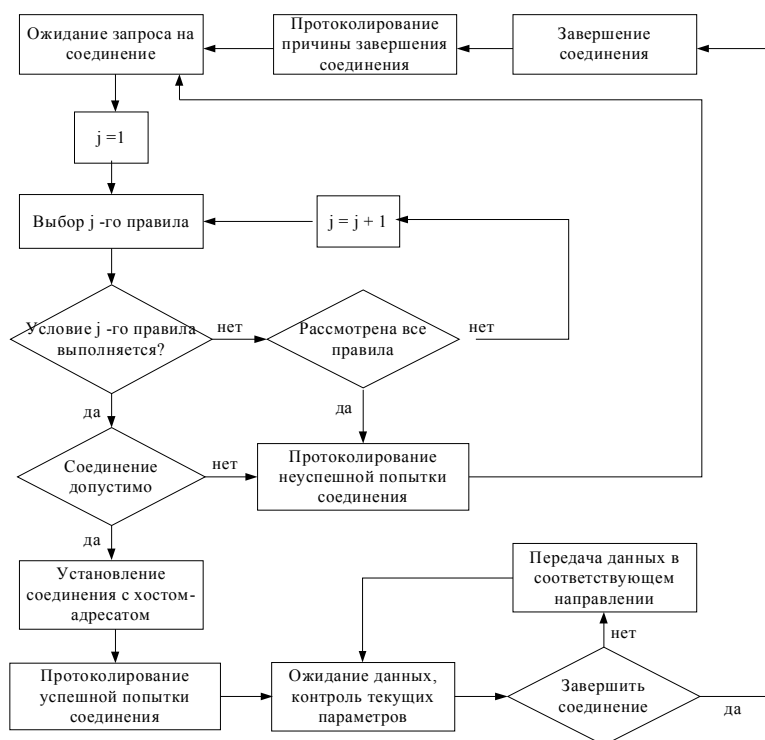 Ожидание запроса на
соединение
Протоколирование
причины завершения
соединения
Завершение
соединения
j =1
Выбор j -го правила
j = j + 1
Условие j -го правила
выполняется?
нет
Рассмотрена все
правила
нет
да
да
Соединение
допустимо
нет
Протоколирование
неуспешной попытки
соединения
да
Установление
соединения с хостом-
адресатом
Передача данных в
соответствующем
направлении
нет
Протоколирование
успешной попытки
соединения
Ожидание данных,
контроль текущих
параметров
Завершить
соединение
да